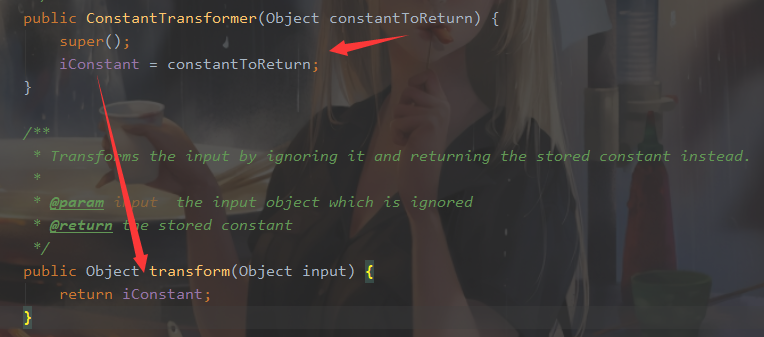 public ConstantTransformer(Object constantToReturn) {
super();
iConstant = constantToReturn;
}
/**
* Transforms the input by ignoring it and returning the stored constant instead.
*
* @param input  the input object which is ignored
* @return the stored constant
*/
public Object transform(Object input) {
return iConstant;
}